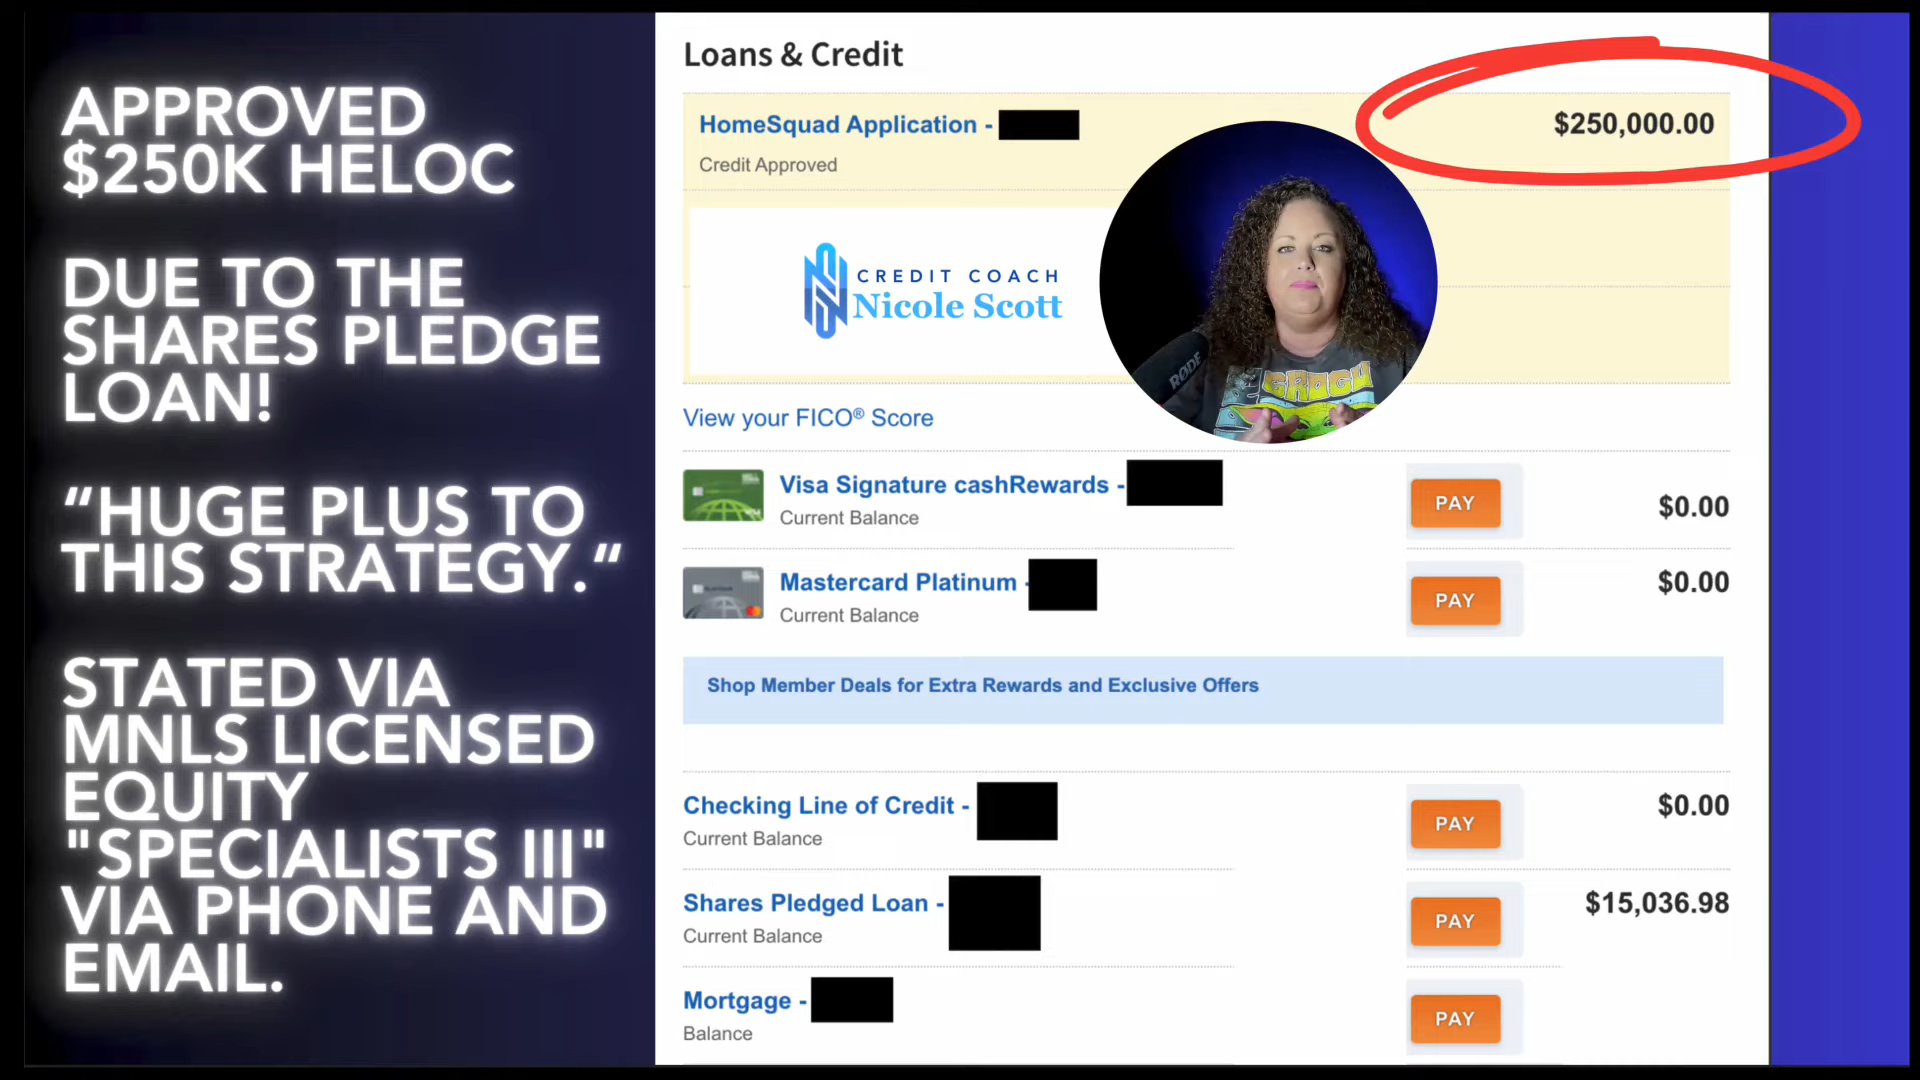 APPROVED
$250K HELOC
DUE TO THE
SHARES PLEDGE
LOAN!
“HUGE PLUS TO
THIS STRATEGY.“
STATED VIA
MNLS LICENSED
EQUITY
"SPECIALISTS III"
VIA PHONE AND
EMAIL.
Loans & Credit
HomeSquad Application -
$250,000.00
Credit Approved
CREDIT COACH
Nicole Scott
RØDE
GROGU
View your FICO® Score
Visa Signature cashRewards -
Current Balance
PAY
$0.00
Mastercard Platinum -
Current Balance
PAY
$0.00
Shop Member Deals for Extra Rewards and Exclusive Offers
Checking Line of Credit -
Current Balance
PAY
$0.00
Shares Pledged Loan -
Current Balance
PAY
$15,036.98
Mortgage -
Balance
PAY